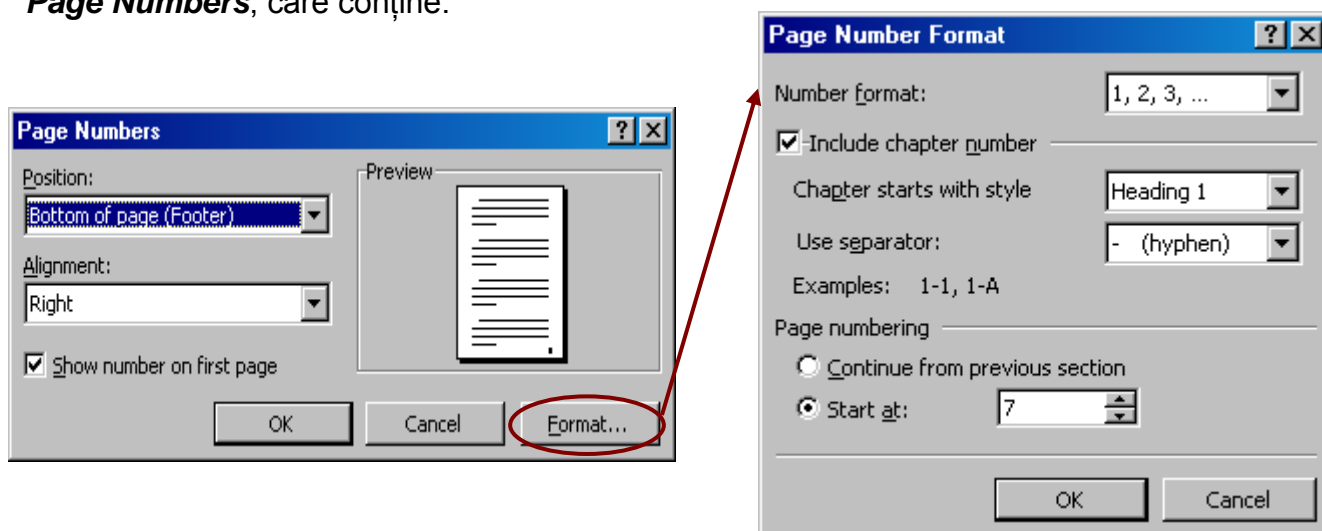 Page Numbers, care conține:
Page Numbers
Position:
Bottom of page (Footer)
Alignment:
Right
Show number on first page
Preview
OK
Cancel
Format...
Page Number Format
Number format:
1, 2, 3, ...
Include chapter number
Chapter starts with style
Heading 1
Use separator:
- (hyphen)
Examples: 1-1, 1-A
Page numbering
Continue from previous section
Start at:
7
OK
Cancel